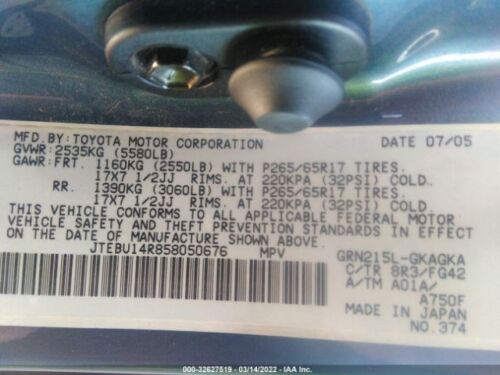 MFD.BY:TOYOTA MOTOR CORPORATION DATE 07/05
GVWR:2535KG (5580LB)
GAWR:FRT. 1160KG (2550LB) WITH P265/65R17 TIRES.
17X7 1/2JJ RIMS. AT 220KPA (32PSI) COLD.
RR. 1390KG (3060LB) WITH P265/65R17 TIRES.
17X7 1/2JJ RIMS. AT 220KPA (32PSI) COLD.
THIS VEHICLE CONFORMS TO ALL APPLICABLE FEDERAL MOTOR
VEHICLE SAFETY AND THEFT PREVENTION STANDARDS IN EFFECT
ON THE DATE OF MANUFACTURE SHOWN ABOVE.
JTEBU14R858050676 MPV GRN215L-GKAGKA
C/TR 8R3/FG42
A/TM A01A/
A750F
MADE IN JAPAN
NO.374
000-32627519 | 03/14/2022 — IAA Inc.